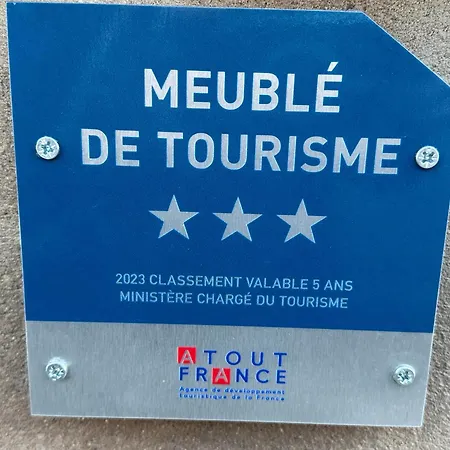 MEUBLÉ
DE TOURISME
2023 CLASSEMENT VALABLE 5 ANS
MINISTÈRE CHARGÉ DU TOURISME
ATOUT
FRANCE
Agence de développement
touristique de la France